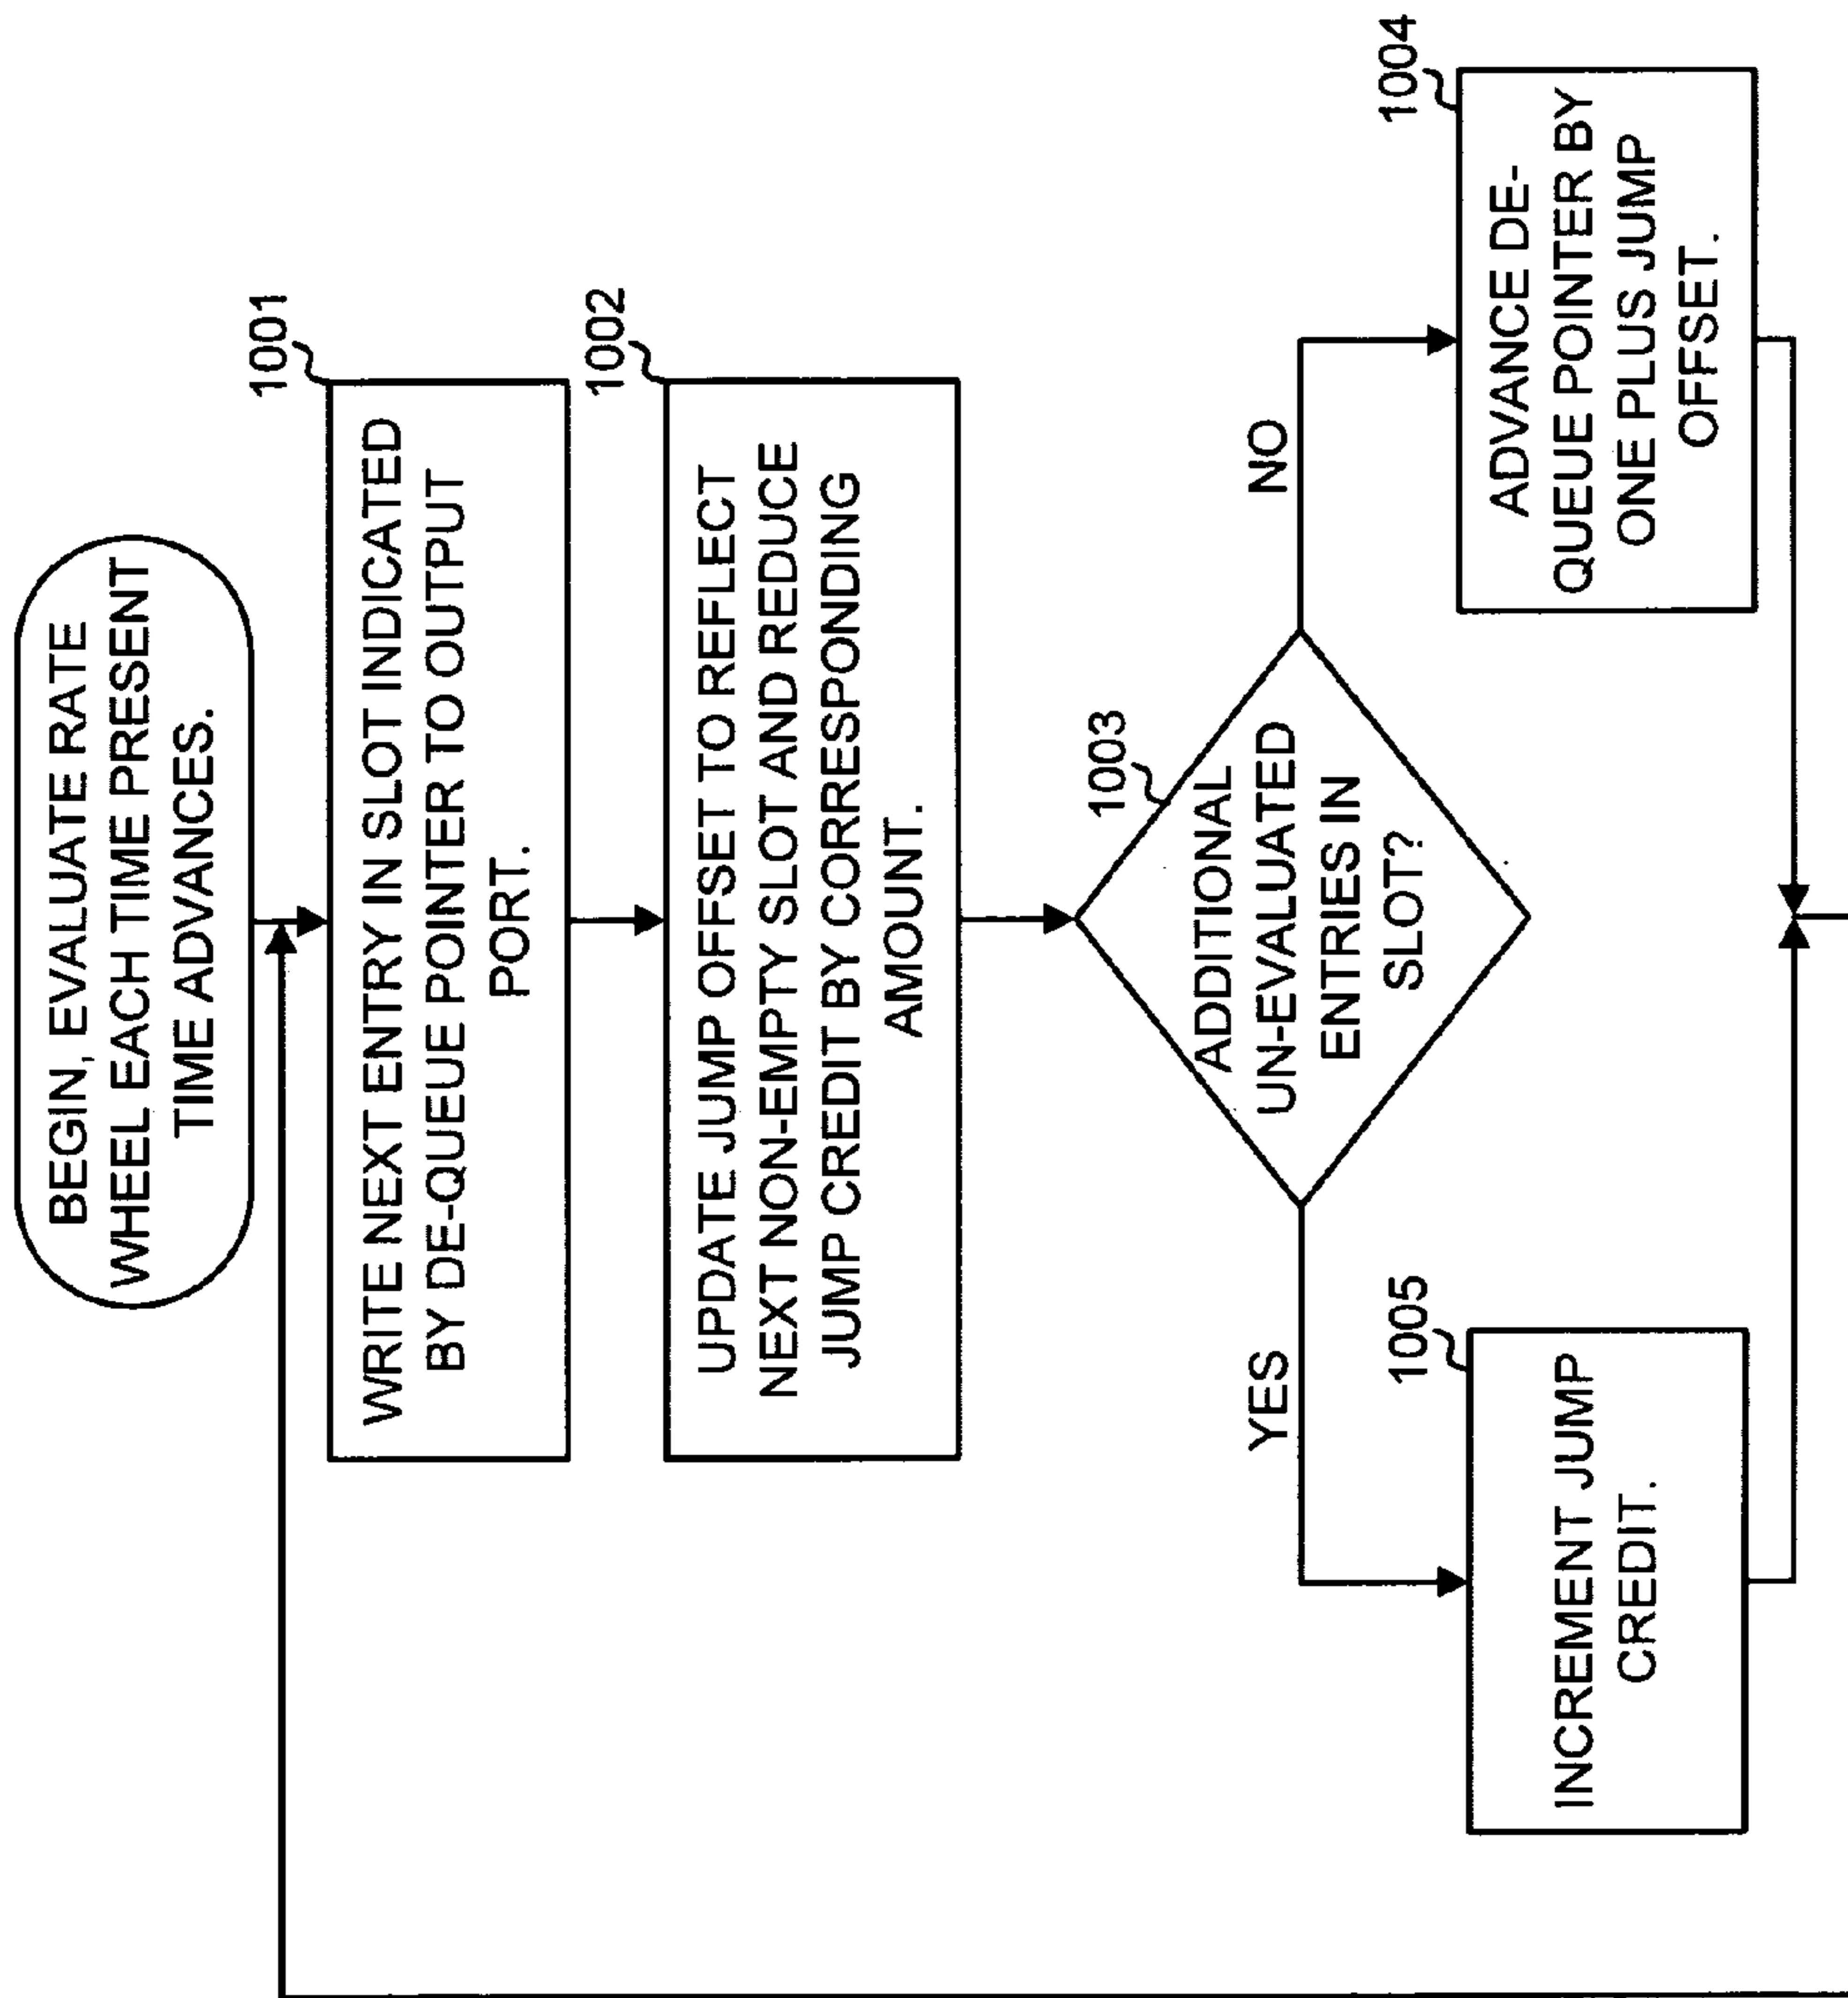 BEGIN, EVALUATE RATE
WHEEL EACH TIME PRESENT
TIME ADVANCES.
1001
WRITE NEXT ENTRY IN SLOT INDICATED
BY DE-QUEUE POINTER TO OUTPUT
PORT.
1002
UPDATE JUMP OFFSET TO REFLECT
NEXT NON-EMPTY SLOT AND REDUCE
JUMP CREDIT BY CORRESPONDING
AMOUNT.
1003
ADDITIONAL
UN-EVALUATED
ENTRIES IN
SLOT?
YES
NO
1005
INCREMENT JUMP
CREDIT.
1004
ADVANCE DE-
QUEUE POINTER BY
ONE PLUS JUMP
OFFSET.